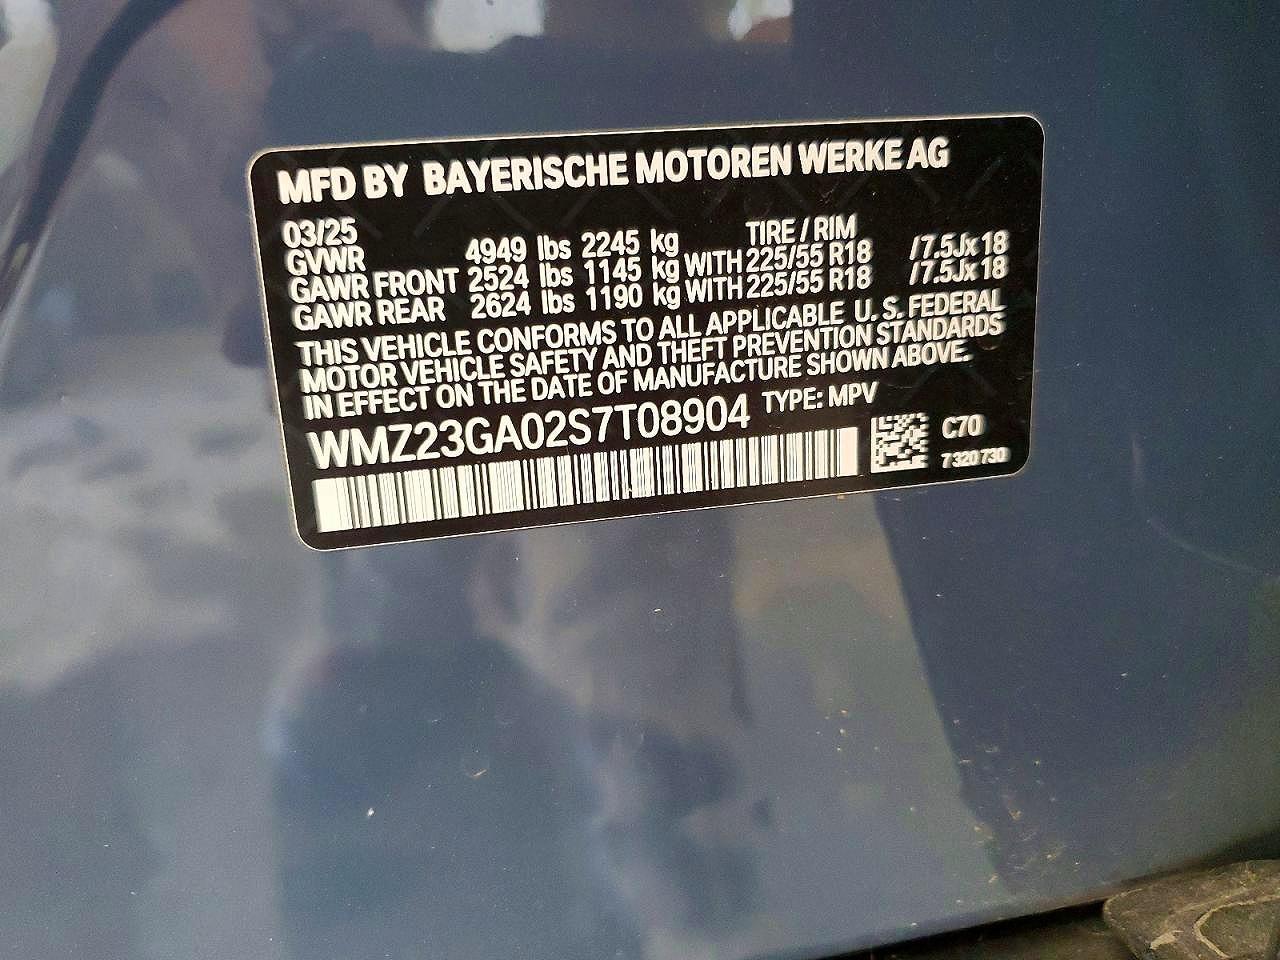 MFD BY BAYERISCHE MOTOREN WERKE AG
03/25 TIRE / RIM
GVWR 4949 lbs 2245 kg
GAWR FRONT 2524 lbs 1145 kg WITH 225/55 R18 /7.5Jx18
GAWR REAR 2624 lbs 1190 kg WITH 225/55 R18 /7.5Jx18
THIS VEHICLE CONFORMS TO ALL APPLICABLE U.S. FEDERAL
MOTOR VEHICLE SAFETY AND THEFT PREVENTION STANDARDS
IN EFFECT ON THE DATE OF MANUFACTURE SHOWN ABOVE.
WMZ23GA02S7T08904 TYPE: MPV
C70
7 320 730